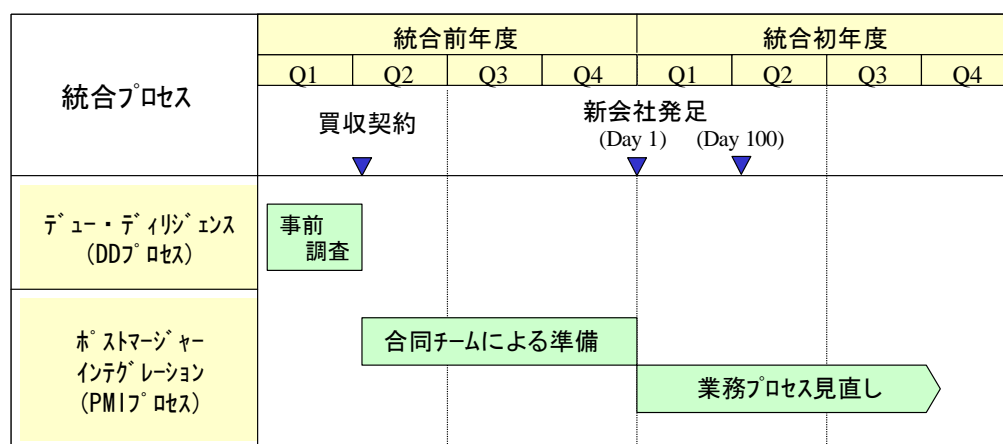 統合プロセス
統合前年度
統合初年度
Q1 Q2 Q3 Q4 Q1 Q2 Q3 Q4
買収契約
新会社発足
(Day 1) (Day 100)
デュー・ディリジェンス
(DDプロセス)
事前
調査
ポストマージャー
インテグレーション
(PMIプロセス)
合同チームによる準備
業務プロセス見直し